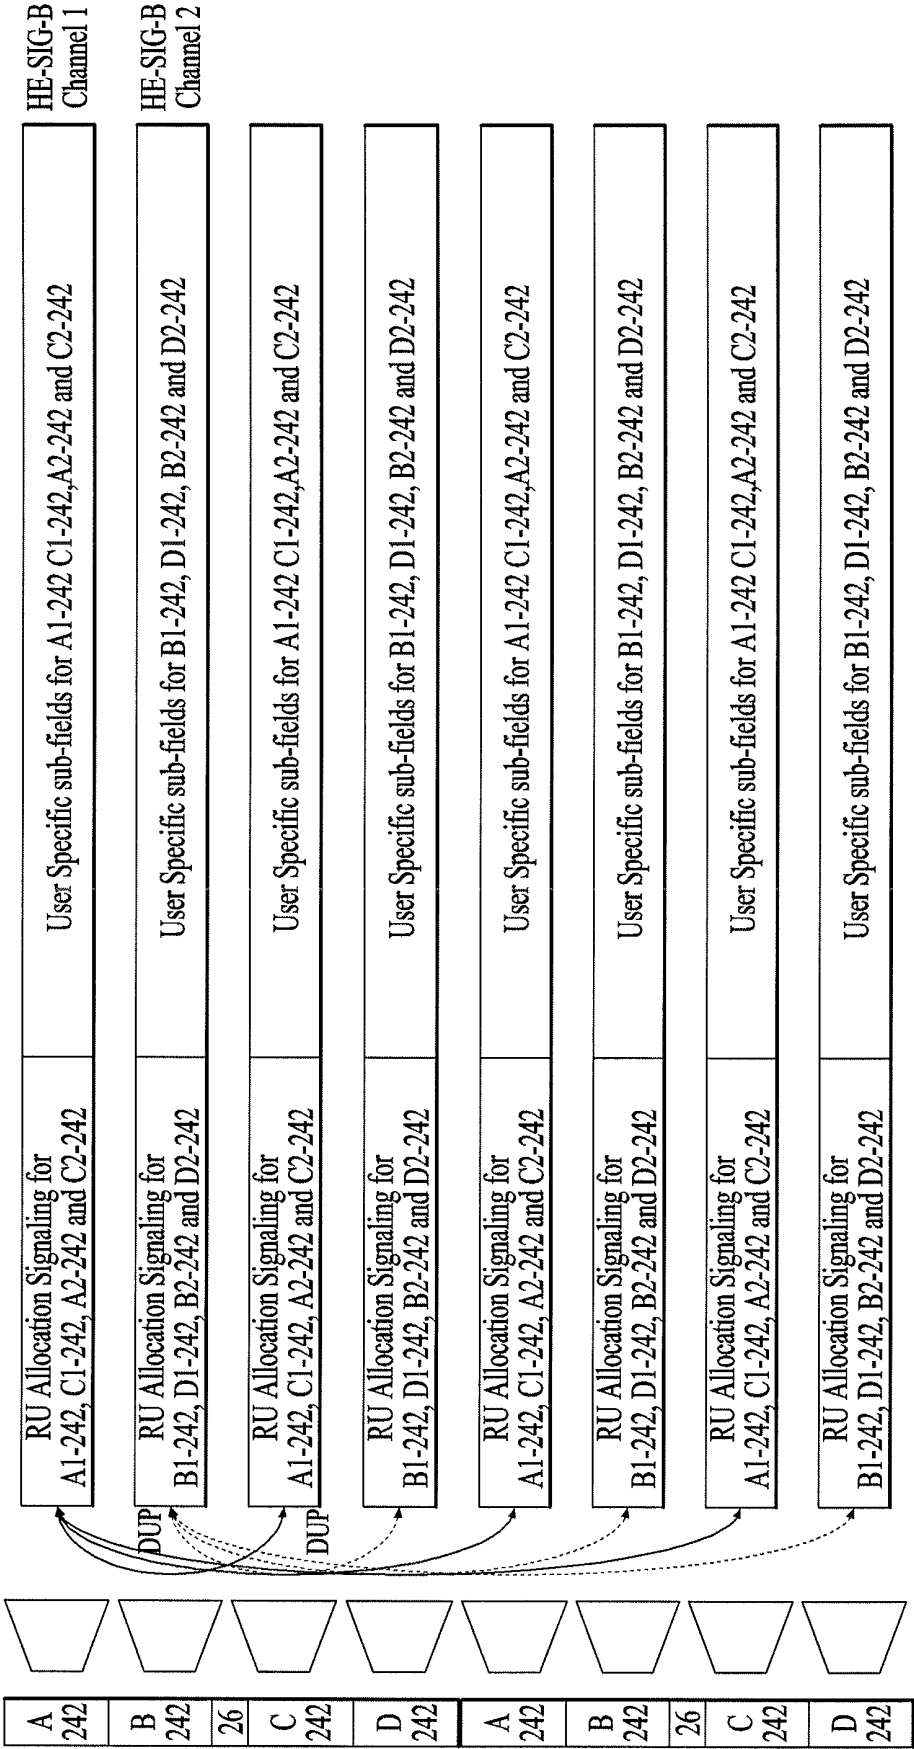 A
242
RU Allocation Signaling for
A1-242, C1-242, A2-242 and C2-242
User Specific sub-fields for A1-242 C1-242,A2-242 and C2-242
HE-SIG-B
Channel 1
B
242
DUP
RU Allocation Signaling for
B1-242, D1-242, B2-242 and D2-242
User Specific sub-fields for B1-242, D1-242, B2-242 and D2-242
HE-SIG-B
Channel 2
26
C
242
RU Allocation Signaling for
A1-242, C1-242, A2-242 and C2-242
User Specific sub-fields for A1-242 C1-242,A2-242 and C2-242
DUP
D
242
RU Allocation Signaling for
B1-242, D1-242, B2-242 and D2-242
User Specific sub-fields for B1-242, D1-242, B2-242 and D2-242
A
242
RU Allocation Signaling for
A1-242, C1-242, A2-242 and C2-242
User Specific sub-fields for A1-242 C1-242,A2-242 and C2-242
B
242
RU Allocation Signaling for
B1-242, D1-242, B2-242 and D2-242
User Specific sub-fields for B1-242, D1-242, B2-242 and D2-242
26
C
242
RU Allocation Signaling for
A1-242, C1-242, A2-242 and C2-242
User Specific sub-fields for A1-242 C1-242,A2-242 and C2-242
D
242
RU Allocation Signaling for
B1-242, D1-242, B2-242 and D2-242
User Specific sub-fields for B1-242, D1-242, B2-242 and D2-242